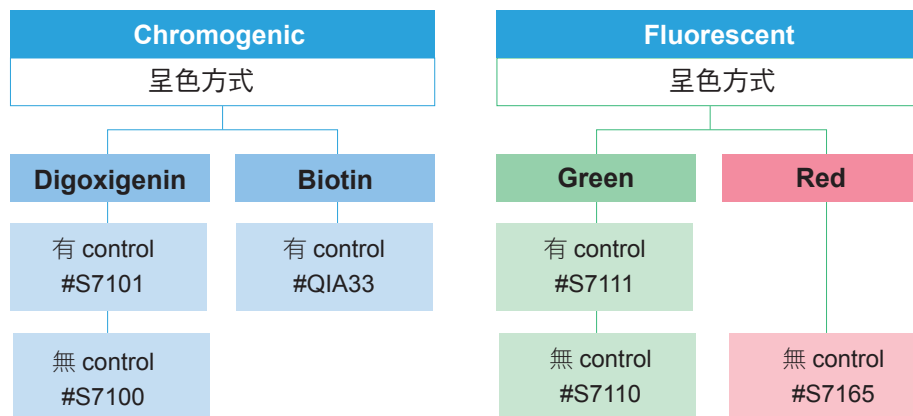 Chromogenic
呈色方式
Digoxigenin
有 control
#S7101
無 control
#S7100
Biotin
有 control
#QIA33
Fluorescent
呈色方式
Green
有 control
#S7111
無 control
#S7110
Red
無 control
#S7165